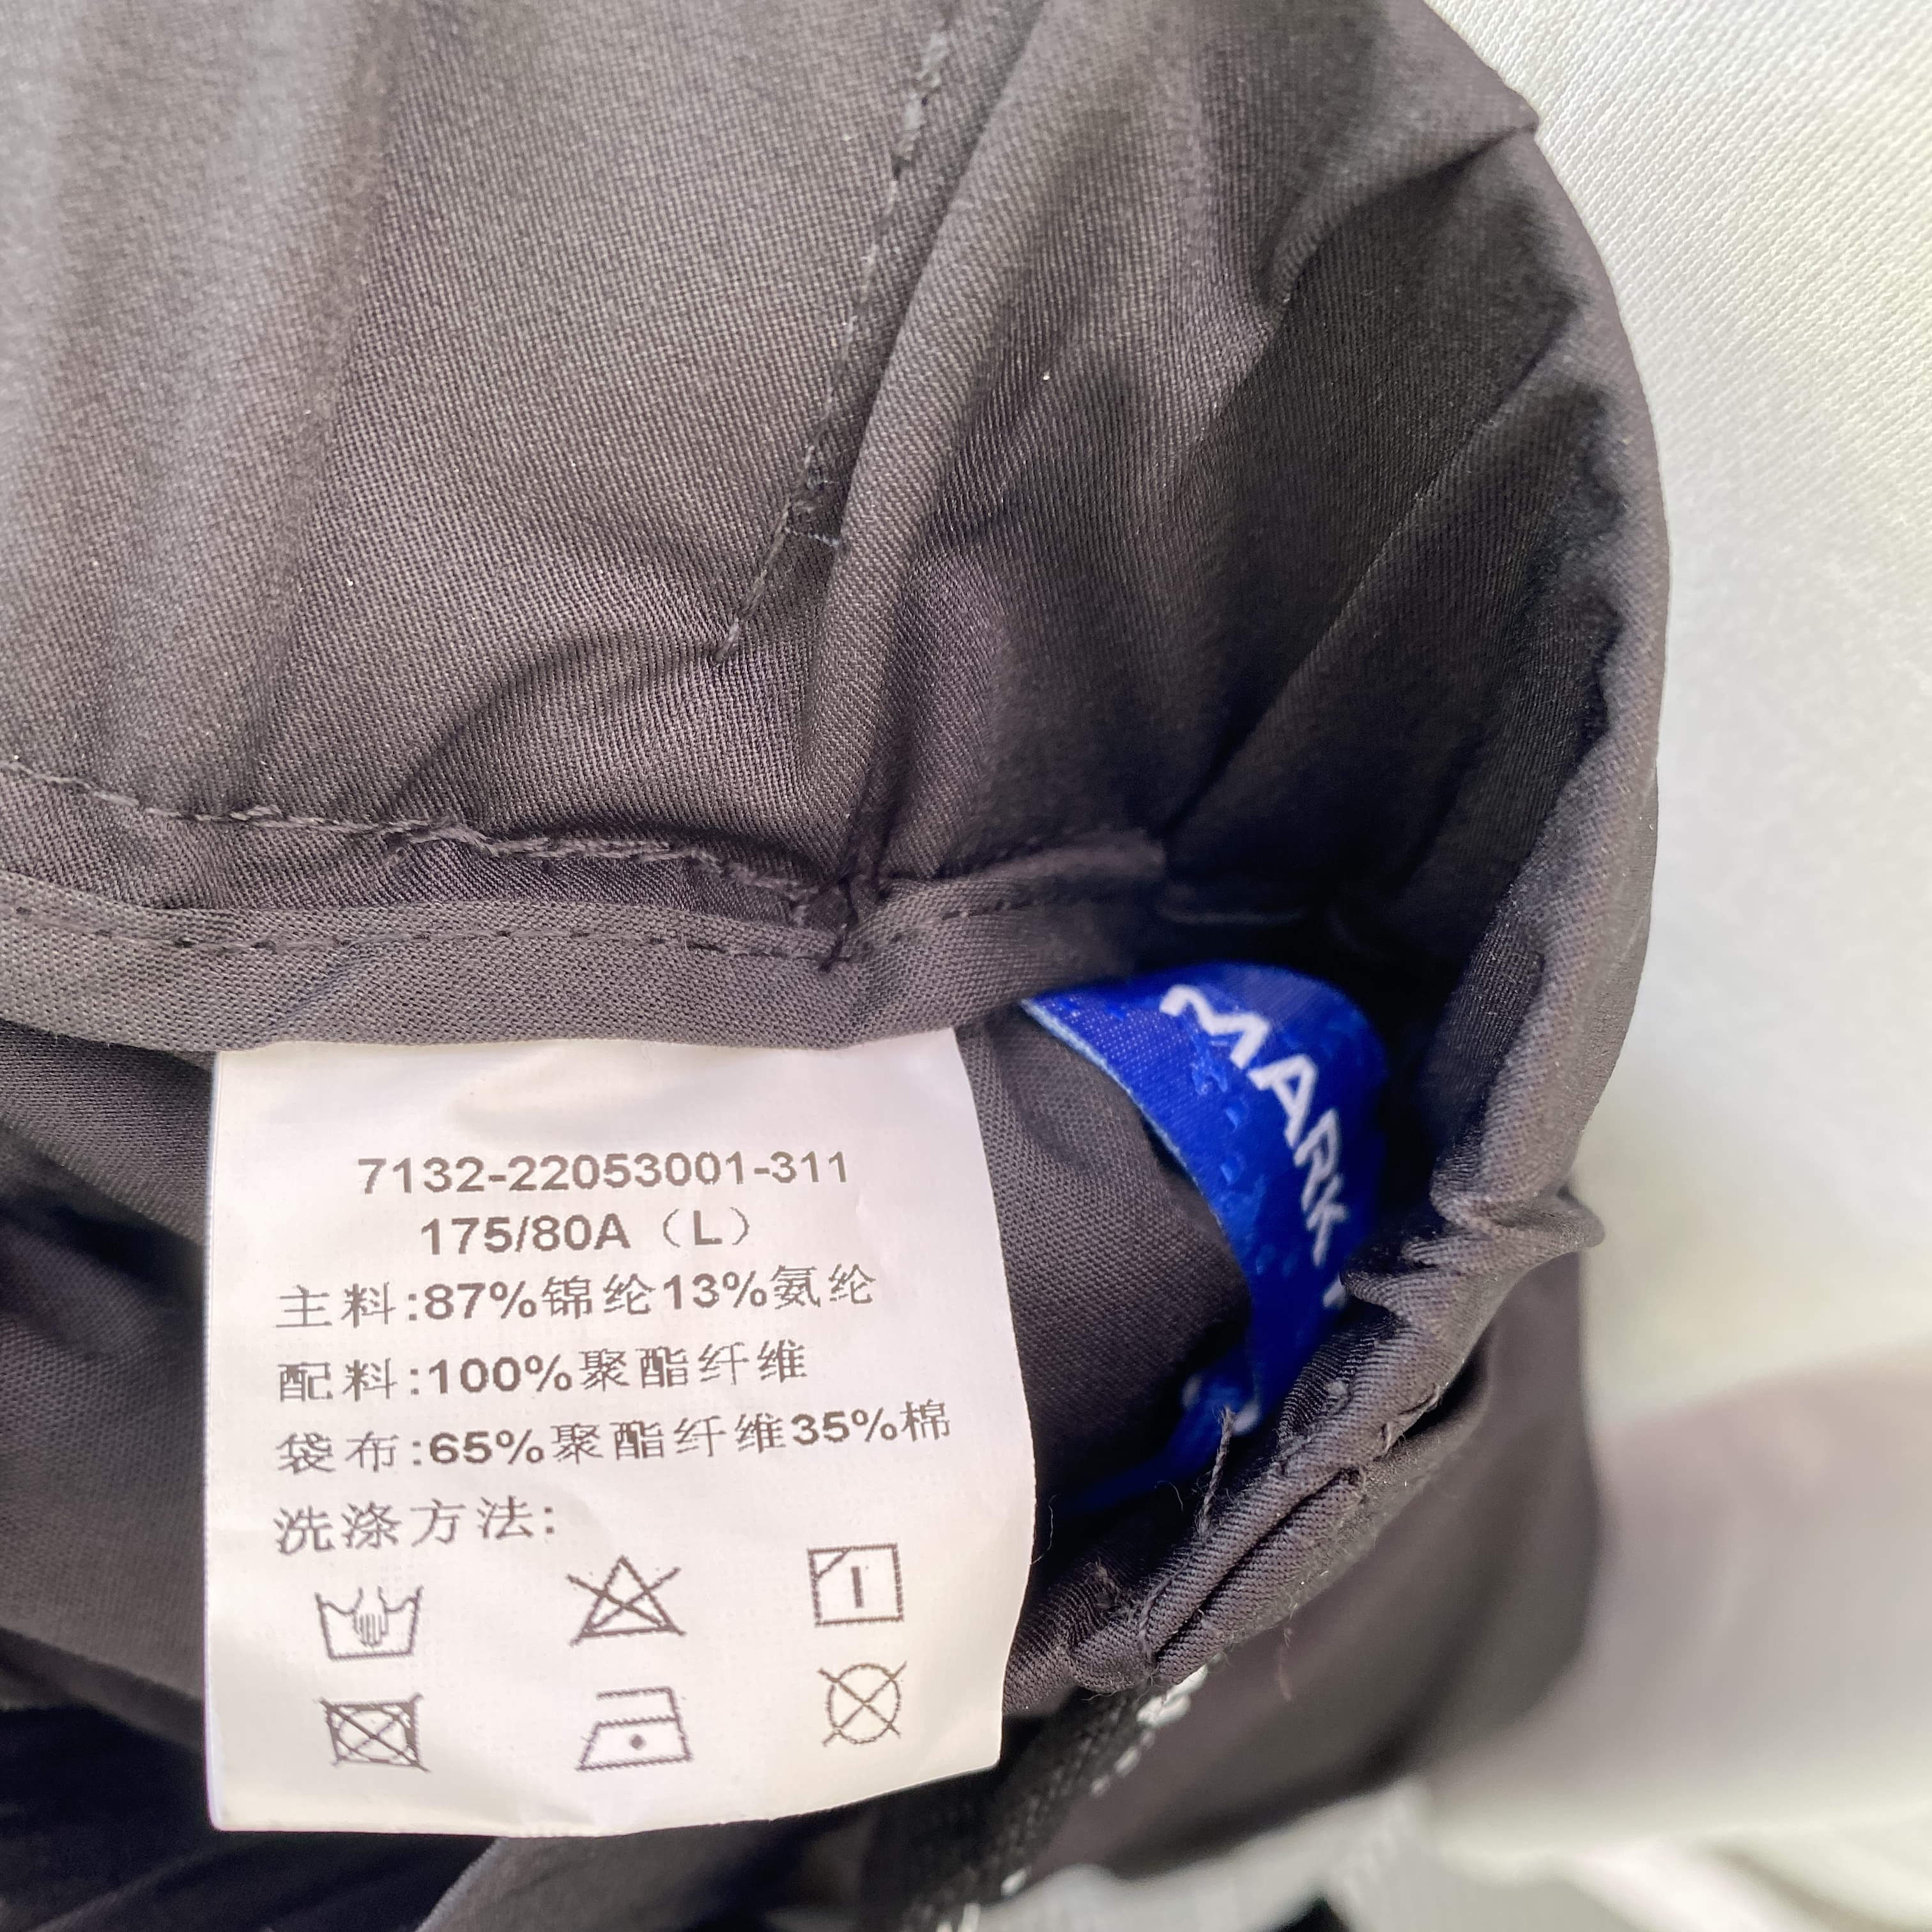 7132-22053001-311
175/80A（L）
主料:87%锦纶13%氨纶
配料:100%聚酯纤维
袋布:65%聚酯纤维35%棉
洗涤方法:
MARK